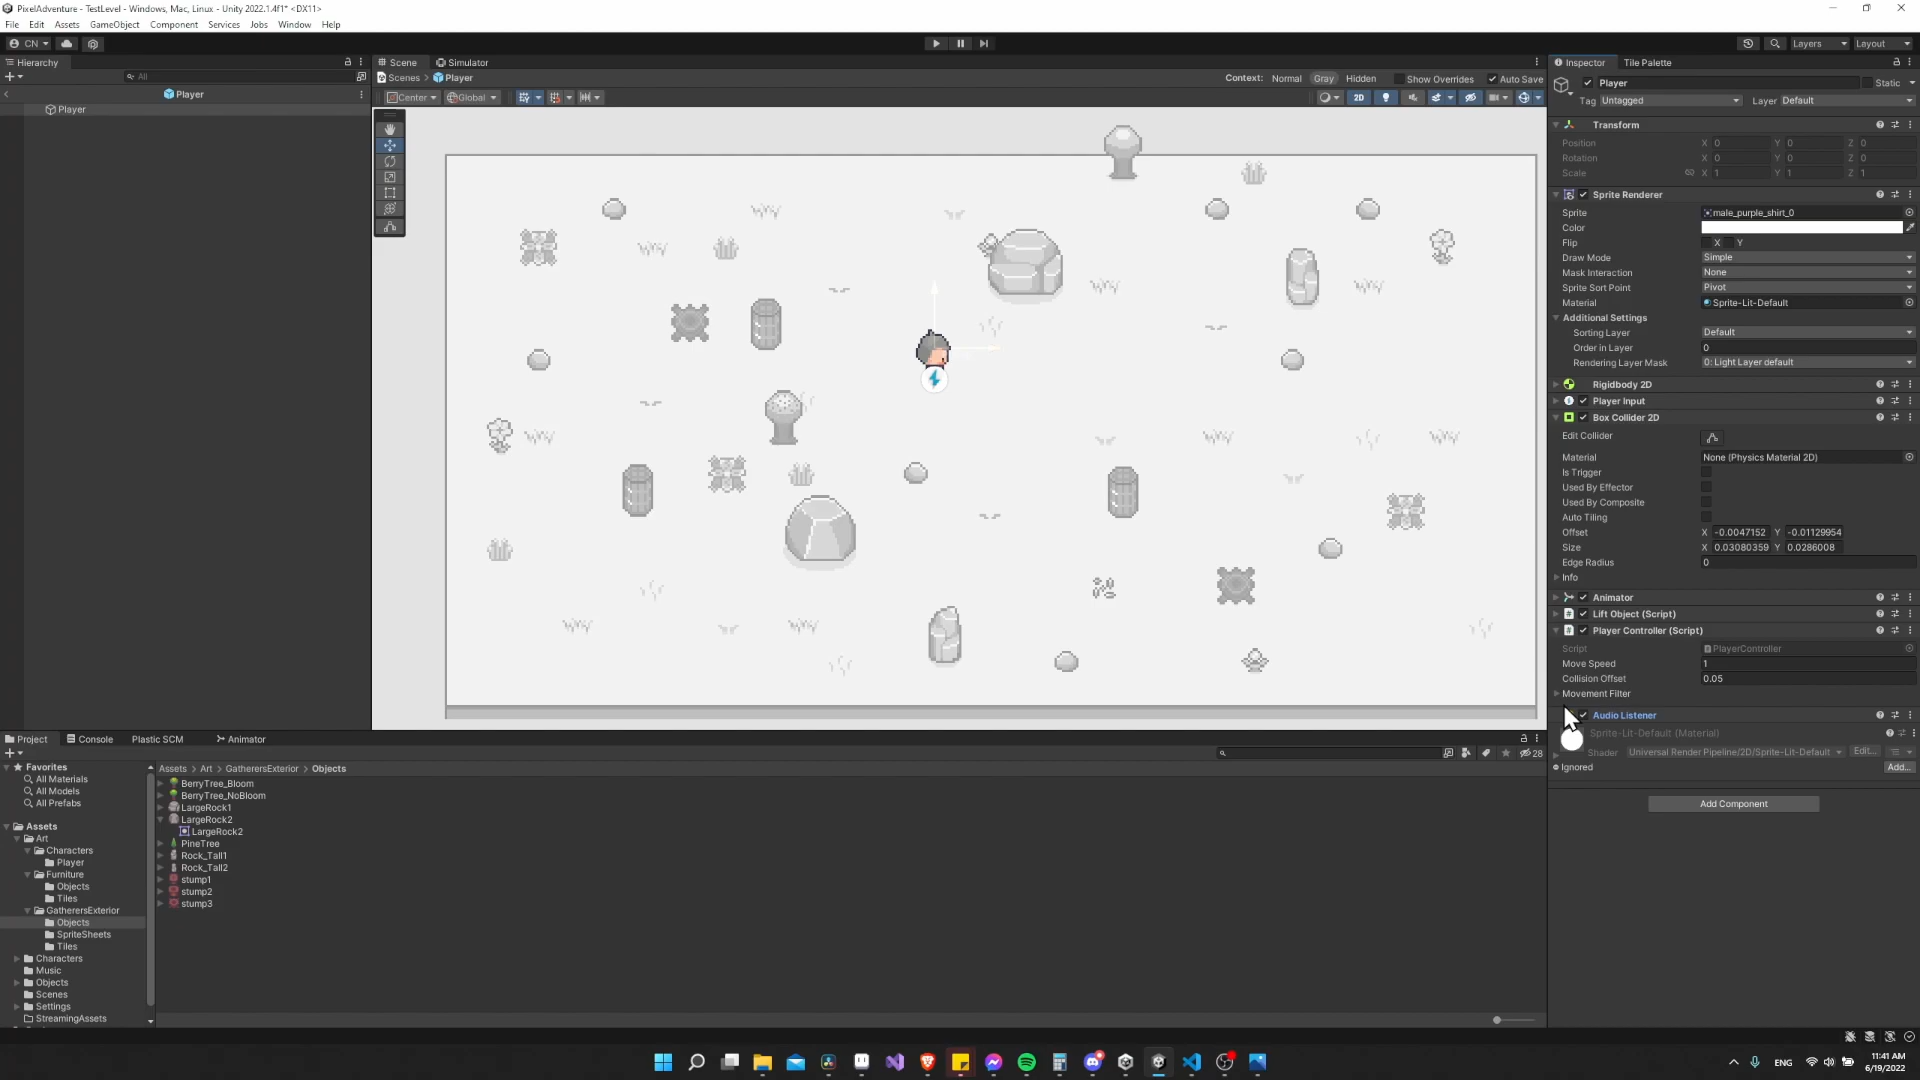 PixelAdventure - TestLevel - Windows, Mac, Linux - Unity 2022.1.4f1* <DX11>
File Edit Assets GameObject Component Services Jobs Window Help
CN Layers Layout
Hierarchy Scene Simulator Inspector Tile Palette
All Scenes Player Context: Normal Gray Hidden Show Overrides Auto Save
Player Center Global 2D
Player
Player Static
Tag Untagged Layer Default
Transform
Position X 0 Y 0 Z 0
Rotation X 0 Y 0 Z 0
Scale X 1 Y 1 Z 1
Sprite Renderer
Sprite male_purple_shirt_0
Color
Flip X Y
Draw Mode Simple
Mask Interaction None
Sprite Sort Point Pivot
Material Sprite-Lit-Default
Additional Settings
Sorting Layer Default
Order in Layer 0
Rendering Layer Mask 0: Light Layer default
Rigidbody 2D
Player Input
Box Collider 2D
Edit Collider
Material None (Physics Material 2D)
Is Trigger
Used By Effector
Used By Composite
Auto Tiling
Offset X -0.0047152 Y -0.01129954
Size X 0.03080359 Y 0.0286008
Edge Radius 0
Info
Animator
Lift Object (Script)
Player Controller (Script)
Script PlayerController
Move Speed 1
Collision Offset 0.05
Movement Filter
Audio Listener
Sprite-Lit-Default (Material)
Shader Universal Render Pipeline/2D/Sprite-Lit-Default Edit...
Ignored Add...
Add Component
Project Console Plastic SCM Animator
28
Favorites
All Materials
All Models
All Prefabs
Assets
Art
Characters
Player
Furniture
Objects
Tiles
GatherersExterior
Objects
SpriteSheets
Tiles
Characters
Music
Objects
Scenes
Settings
StreamingAssets
Assets > Art > GatherersExterior > Objects
BerryTree_Bloom
BerryTree_NoBloom
LargeRock1
LargeRock2
LargeRock2
PineTree
Rock_Tall1
Rock_Tall2
stump1
stump2
stump3
ENG 11:41 AM
6/19/2022